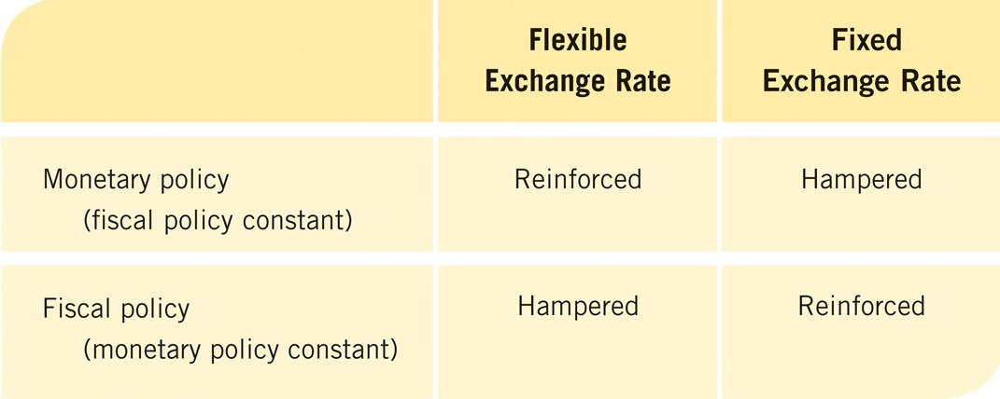 Flexible
Exchange Rate
Fixed
Exchange Rate
Monetary policy
(fiscal policy constant)
Reinforced
Hampered
Fiscal policy
(monetary policy constant)
Hampered
Reinforced